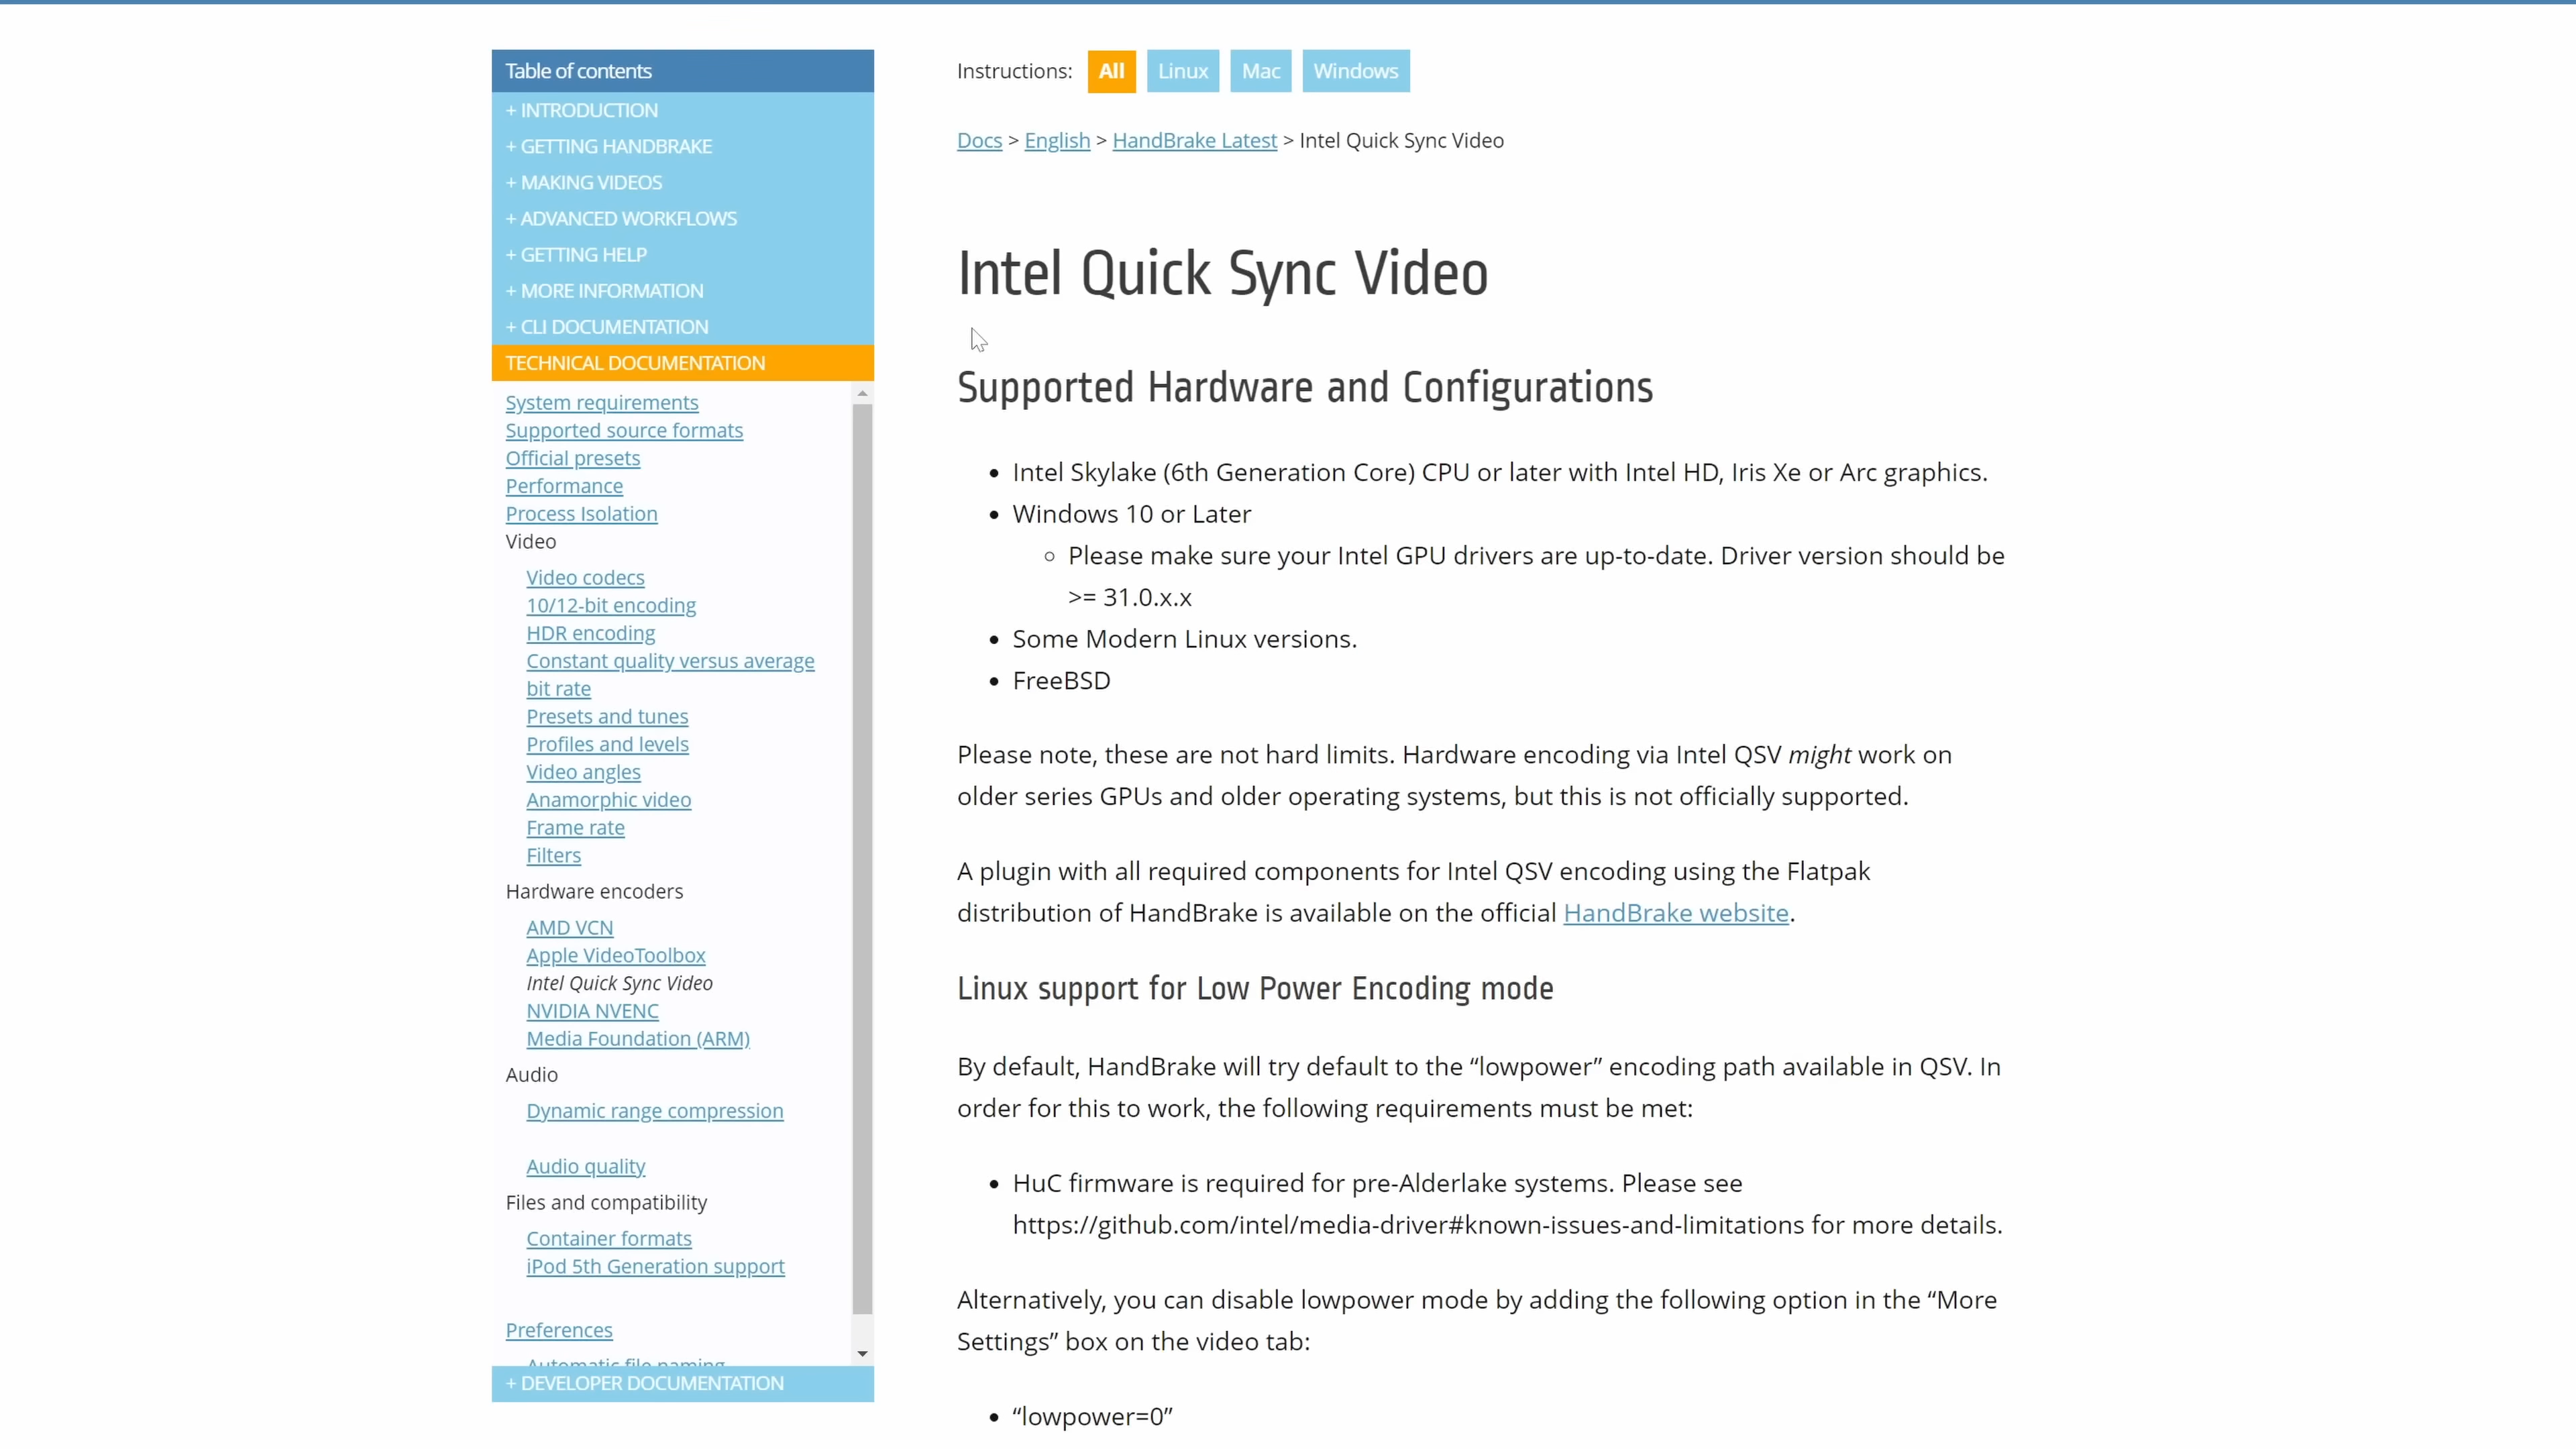 Table of contents
+ INTRODUCTION
+ GETTING HANDBRAKE
+ MAKING VIDEOS
+ ADVANCED WORKFLOWS
+ GETTING HELP
+ MORE INFORMATION
+ CLI DOCUMENTATION
TECHNICAL DOCUMENTATION
System requirements
Supported source formats
Official presets
Performance
Process Isolation
Video
Video codecs
10/12-bit encoding
HDR encoding
Constant quality versus average
bit rate
Presets and tunes
Profiles and levels
Video angles
Anamorphic video
Frame rate
Filters
Hardware encoders
AMD VCN
Apple VideoToolbox
Intel Quick Sync Video
NVIDIA NVENC
Media Foundation (ARM)
Audio
Dynamic range compression
Audio quality
Files and compatibility
Container formats
iPod 5th Generation support
Preferences
Automatic file naming
+ DEVELOPER DOCUMENTATION
Instructions: All Linux Mac Windows
Docs > English > HandBrake Latest > Intel Quick Sync Video
Intel Quick Sync Video
Supported Hardware and Configurations
• Intel Skylake (6th Generation Core) CPU or later with Intel HD, Iris Xe or Arc graphics.
• Windows 10 or Later
○ Please make sure your Intel GPU drivers are up-to-date. Driver version should be
>= 31.0.x.x
• Some Modern Linux versions.
• FreeBSD
Please note, these are not hard limits. Hardware encoding via Intel QSV might work on
older series GPUs and older operating systems, but this is not officially supported.
A plugin with all required components for Intel QSV encoding using the Flatpak
distribution of HandBrake is available on the official HandBrake website.
Linux support for Low Power Encoding mode
By default, HandBrake will try default to the “lowpower” encoding path available in QSV. In
order for this to work, the following requirements must be met:
• HuC firmware is required for pre-Alderlake systems. Please see
https://github.com/intel/media-driver#known-issues-and-limitations for more details.
Alternatively, you can disable lowpower mode by adding the following option in the “More
Settings” box on the video tab:
• “lowpower=0”